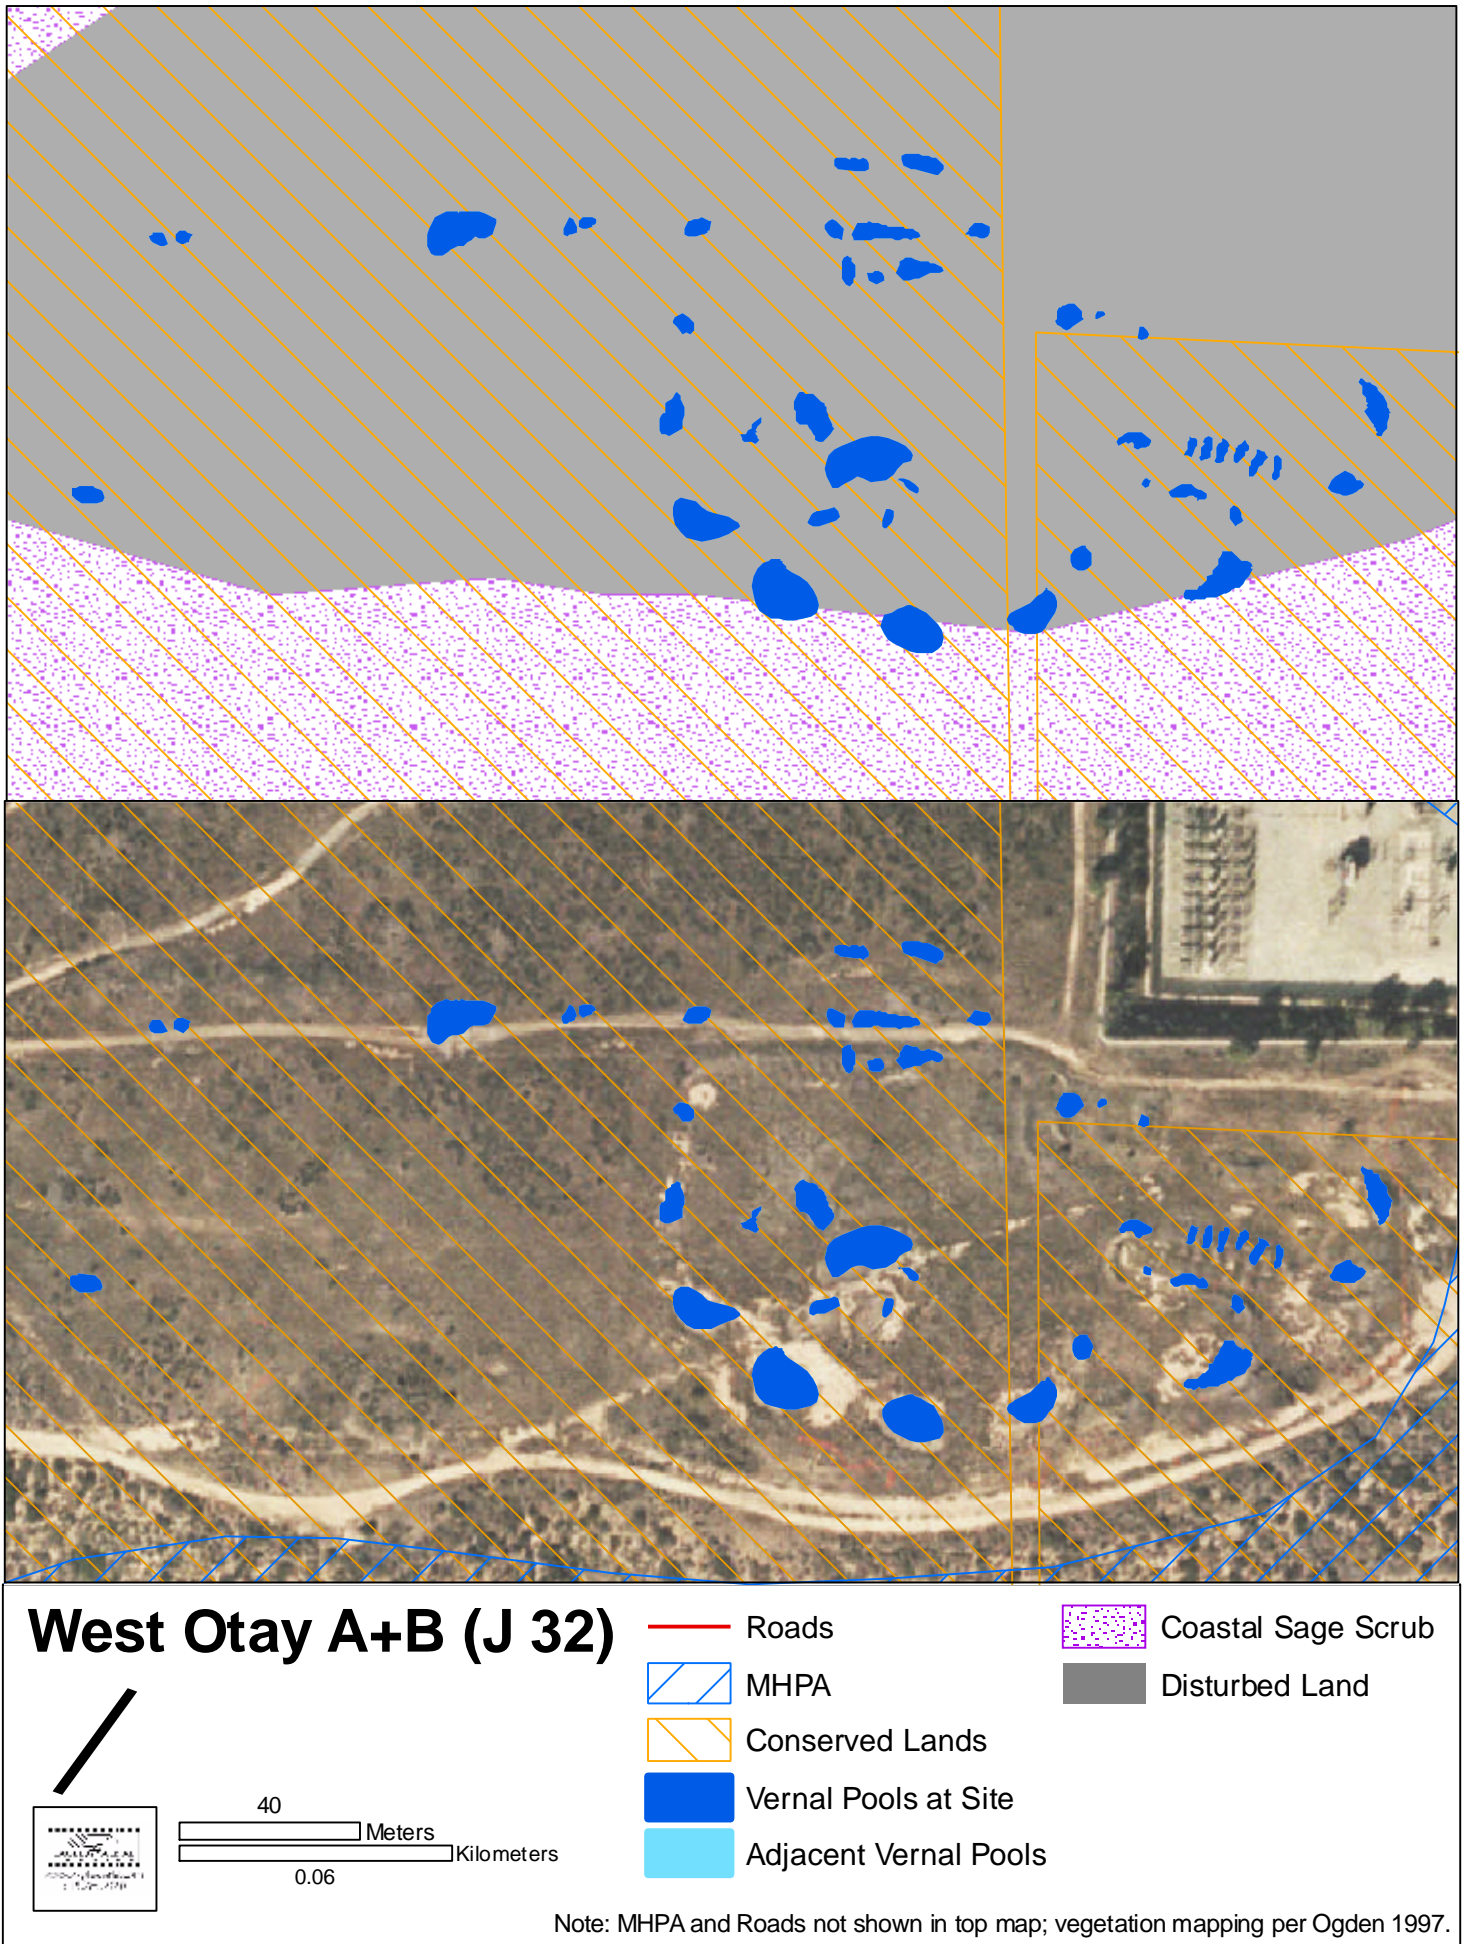 West Otay A+B (J 32)
Roads
MHPA
Conserved Lands
Vernal Pools at Site
Adjacent Vernal Pools
Coastal Sage Scrub
Disturbed Land
40
Meters
Kilometers
0.06
Note: MHPA and Roads not shown in top map; vegetation mapping per Ogden 1997.